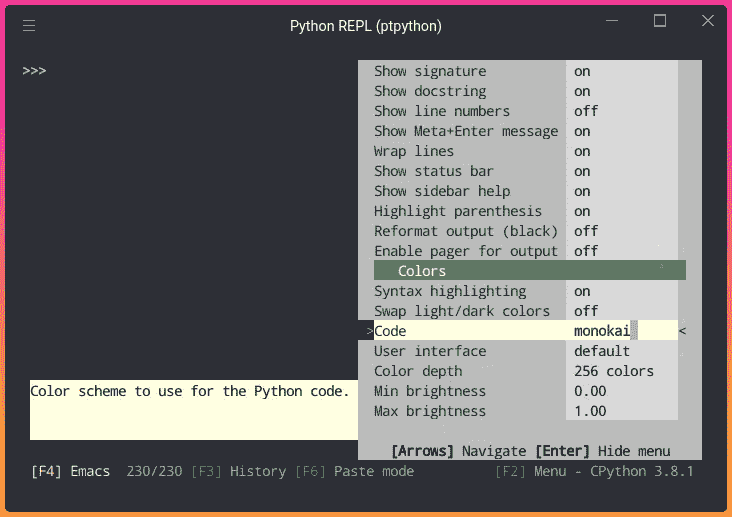 Python REPL (ptpython)
>>>
Show signature on
Show docstring on
Show line numbers off
Show Meta+Enter message on
Wrap lines on
Show status bar on
Show sidebar help on
Highlight parenthesis on
Reformat output (black) off
Enable pager for output off
Colors
Syntax highlighting on
Swap light/dark colors off
>Code monokai <
User interface default
Color depth 256 colors
Min brightness 0.00
Max brightness 1.00
Color scheme to use for the Python code.
[Arrows] Navigate [Enter] Hide menu
[F4] Emacs 230/230 [F3] History [F6] Paste mode [F2] Menu - CPython 3.8.1